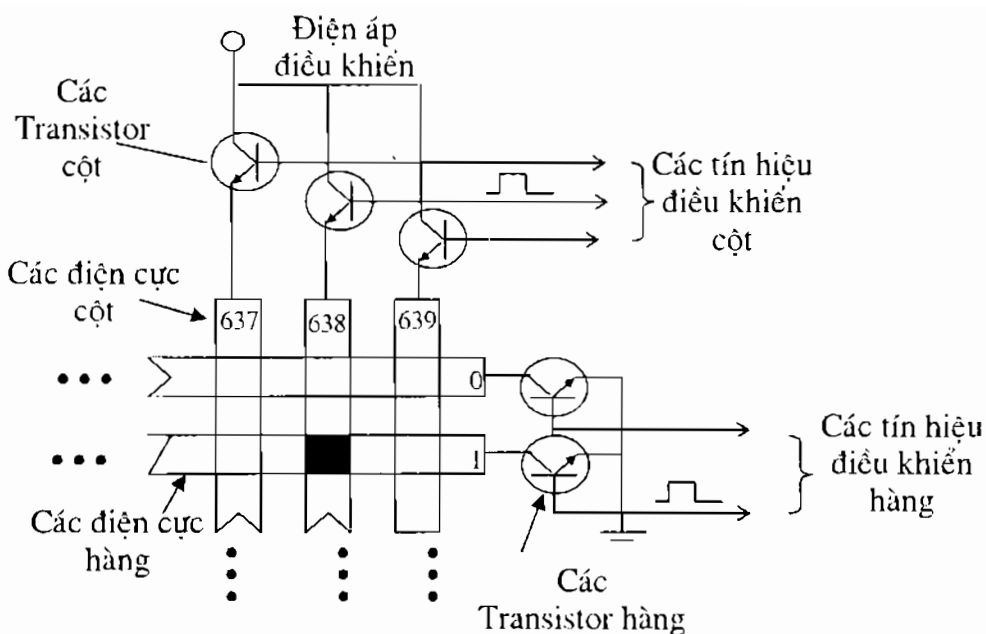 Điện áp
điều khiển
Các
Transistor
cột
Các tín hiệu
điều khiển
cột
Các điện cực
cột
637
638
639
0
1
Các tín hiệu
điều khiển
hàng
Các điện cực
hàng
Các
Transistor hàng